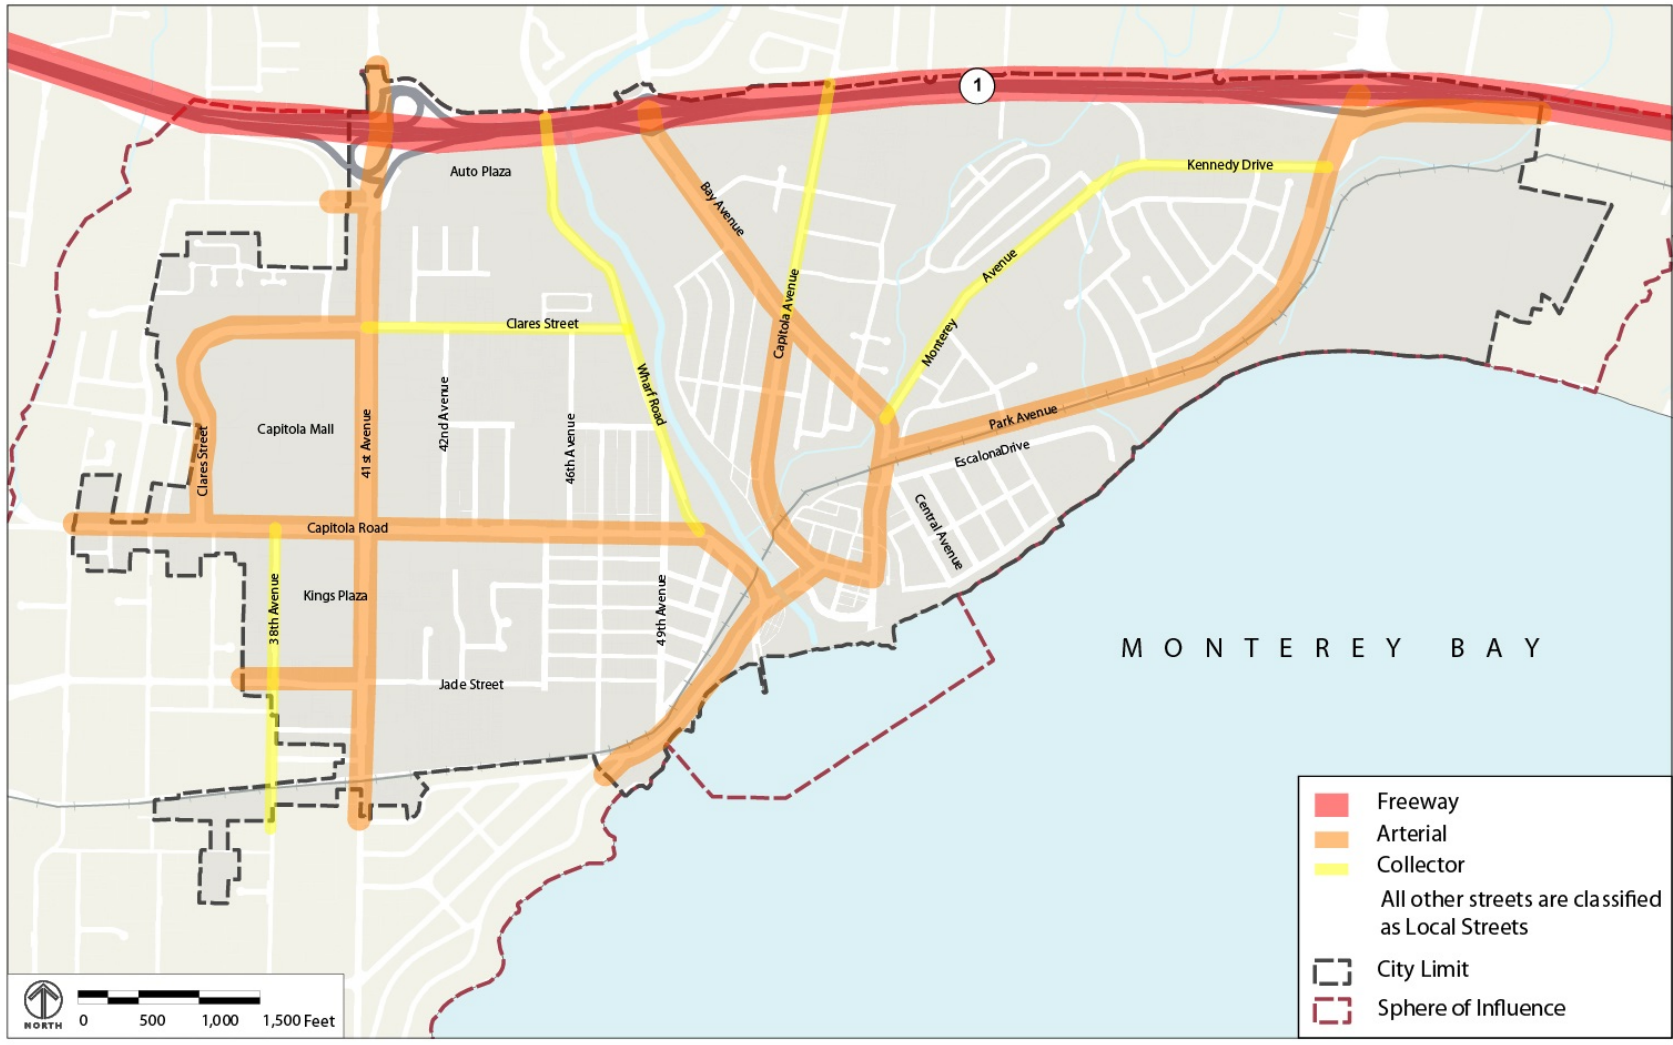 1
Auto Plaza
Kennedy Drive
Bay Avenue
Avenue
Capitola Avenue
Clares Street
Monterey
Wharf Road
42nd Avenue
Park Avenue
41st Avenue
46th Avenue
Capitola Mall
Clares Street
EscalonaDrive
Capitola Road
Central Avenue
38th Avenue
Kings Plaza
49th Avenue
MONTEREY BAY
Jade Street
Freeway
Arterial
Collector
All other streets are classified
as Local Streets
City Limit
Sphere of Influence
NORTH
0 500 1,000 1,500 Feet